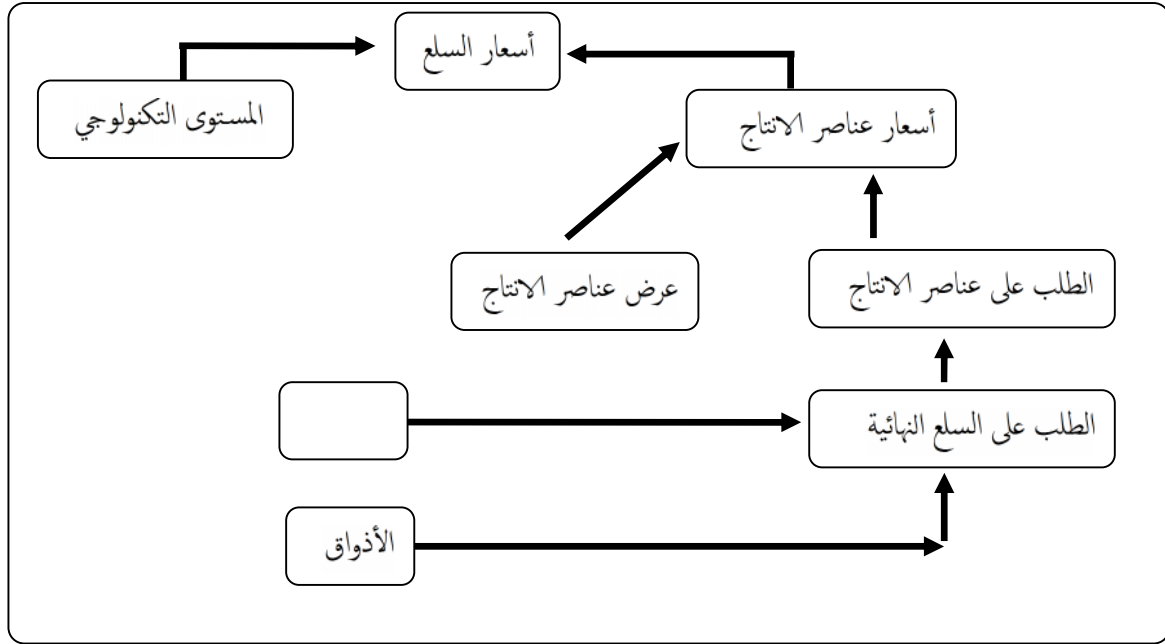 أسعار السلع
المستوى التكنولوجي
أسعار عناصر الانتاج
عرض عناصر الانتاج
الطلب على عناصر الانتاج
الطلب على السلع النهائية
الأذواق